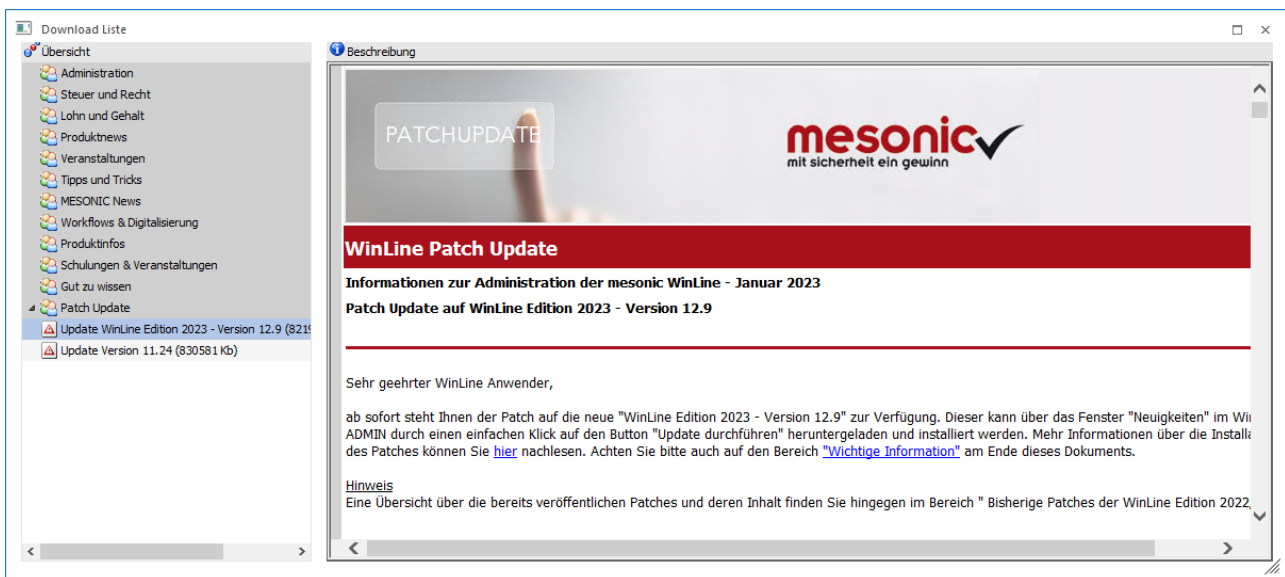 Download Liste
Übersicht
Administration
Steuer und Recht
Lohn und Gehalt
Produktnews
Veranstaltungen
Tipps und Tricks
MESONIC News
Workflows & Digitalisierung
Produktinfos
Schulungen & Veranstaltungen
Gut zu wissen
Patch Update
Update WinLine Edition 2023 - Version 12.9 (8219
Update Version 11.24 (830581 Kb)
Beschreibung
PATCHUPDATE
mesonic
mit sicherheit ein gewinn
WinLine Patch Update
Informationen zur Administration der mesonic WinLine - Januar 2023
Patch Update auf WinLine Edition 2023 - Version 12.9
Sehr geehrter WinLine Anwender,
ab sofort steht Ihnen der Patch auf die neue "WinLine Edition 2023 - Version 12.9" zur Verfügung. Dieser kann über das Fenster "Neuigkeiten" im Wi
ADMIN durch einen einfachen Klick auf den Button "Update durchführen" heruntergeladen und installiert werden. Mehr Informationen über die Install
des Patches können Sie hier nachlesen. Achten Sie bitte auch auf den Bereich "Wichtige Information" am Ende dieses Dokuments.
Hinweis
Eine Übersicht über die bereits veröffentlichen Patches und deren Inhalt finden Sie hingegen im Bereich " Bisherige Patches der WinLine Edition 2022,